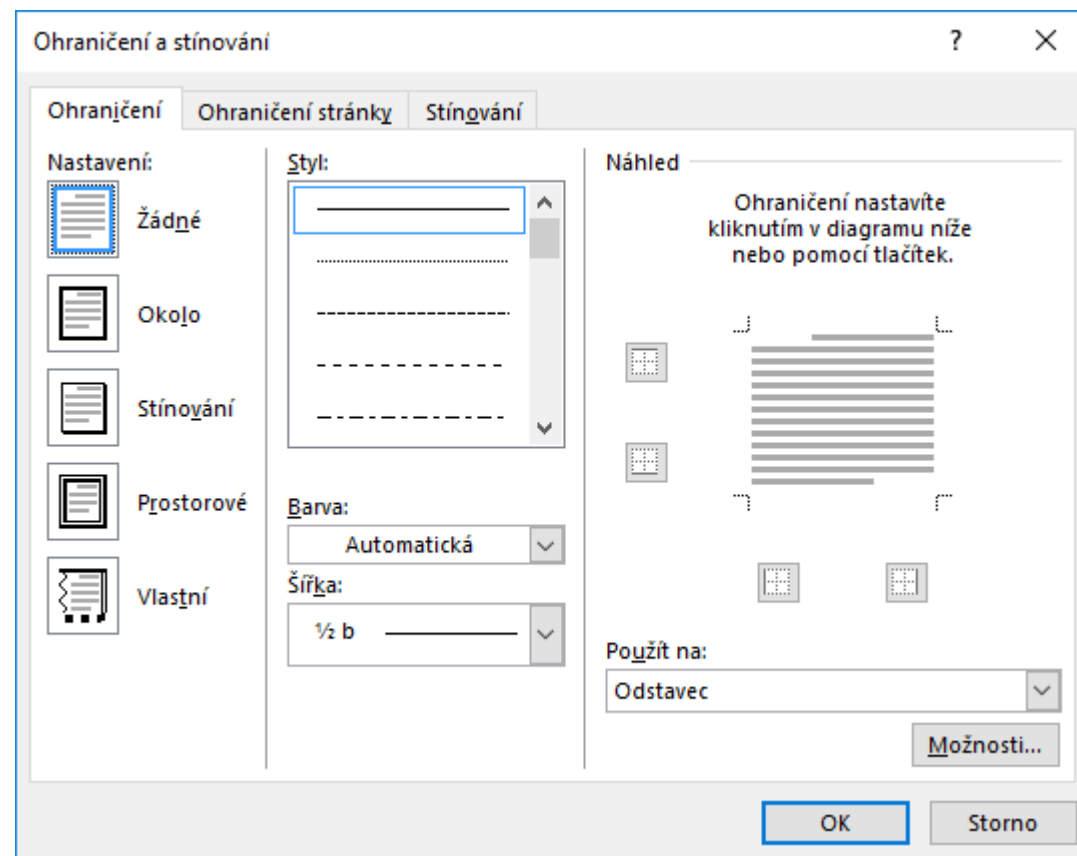 Ohraničení a stínování
?
Ohraničení
Ohraničení stránky
Stínování
Nastavení:
Žádné
Okolo
Stínování
Prostorové
Vlastní
Styl:
Barva:
Automatická
Šířka:
½ b
Náhled
Ohraničení nastavíte
kliknutím v diagramu níže
nebo pomocí tlačítek.
Použít na:
Odstavec
Možnosti...
OK
Storno